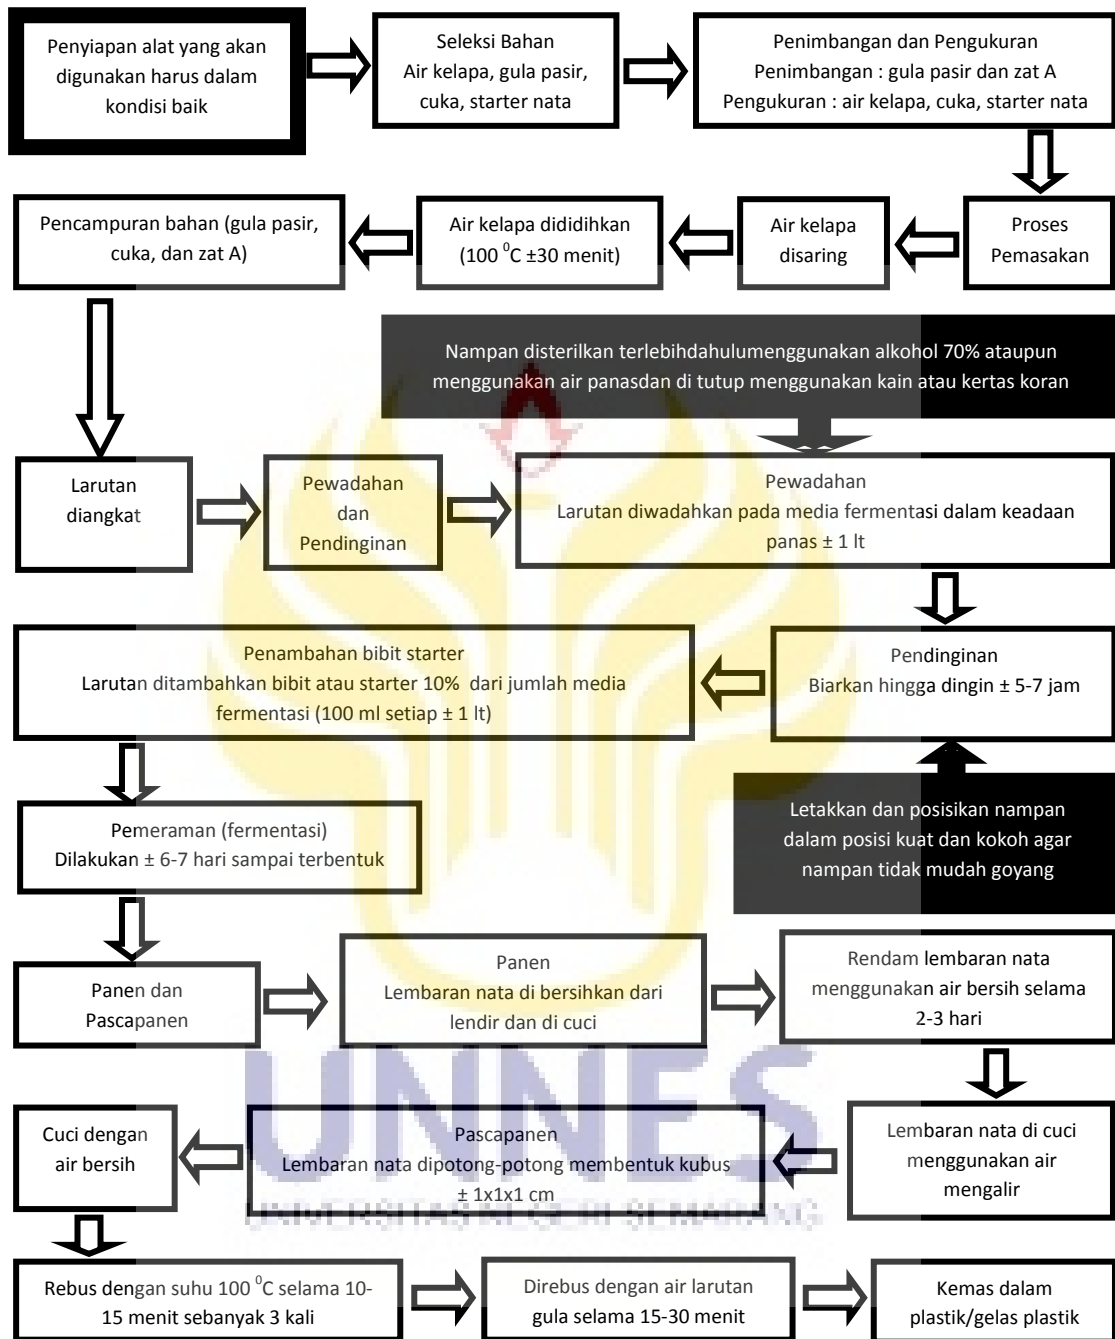 Penyiapan alat yang akan
digunakan harus dalam
kondisi baik
Seleksi Bahan
Air kelapa, gula pasir,
cuka, starter nata
Penimbangan dan Pengukuran
Penimbangan : gula pasir dan zat A
Pengukuran : air kelapa, cuka, starter nata
Proses
Pemasakan
Air kelapa
disaring
Air kelapa dididihkan
(100 ⁰C ±30 menit)
Pencampuran bahan (gula pasir,
cuka, dan zat A)
Larutan
diangkat
Pewadahan
dan
Pendinginan
Nampan disterilkan terlebihdahulumenggunakan alkohol 70% ataupun
menggunakan air panasdan di tutup menggunakan kain atau kertas koran
Pewadahan
Larutan diwadahkan pada media fermentasi dalam keadaan
panas ± 1 lt
Pendinginan
Biarkan hingga dingin ± 5-7 jam
Letakkan dan posisikan nampan
dalam posisi kuat dan kokoh agar
nampan tidak mudah goyang
Penambahan bibit starter
Larutan ditambahkan bibit atau starter 10% dari jumlah media
fermentasi (100 ml setiap ± 1 lt)
Pemeraman (fermentasi)
Dilakukan ± 6-7 hari sampai terbentuk
Panen dan
Pascapanen
Panen
Lembaran nata di bersihkan dari
lendir dan di cuci
Rendam lembaran nata
menggunakan air bersih selama
2-3 hari
Lembaran nata di cuci
menggunakan air
mengalir
Pascapanen
Lembaran nata dipotong-potong membentuk kubus
± 1x1x1 cm
Cuci dengan
air bersih
Rebus dengan suhu 100 ⁰C selama 10-
15 menit sebanyak 3 kali
Direbus dengan air larutan
gula selama 15-30 menit
Kemas dalam
plastik/gelas plastik
UNNES
UNIVERSITAS NEGERI SEMARANG